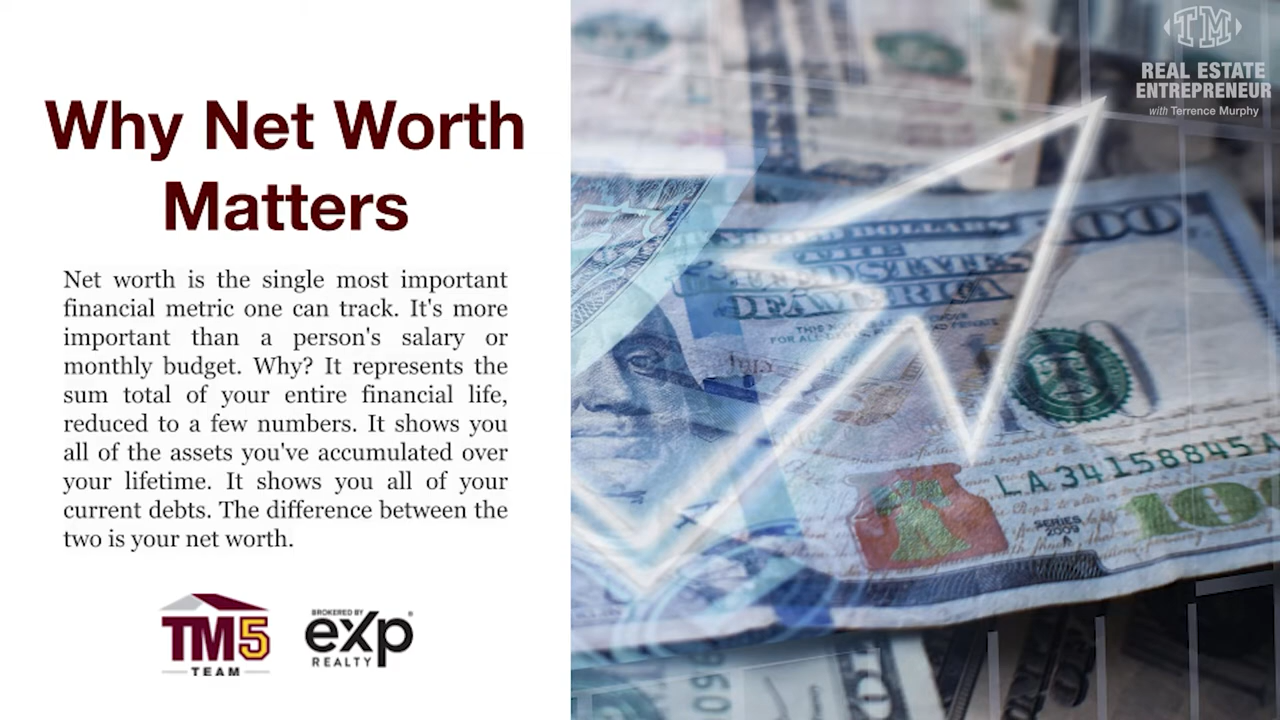 Why Net Worth
Matters
Net worth is the single most important
financial metric one can track. It's more
important than a person's salary or
monthly budget. Why? It represents the
sum total of your entire financial life,
reduced to a few numbers. It shows you
all of the assets you've accumulated over
your lifetime. It shows you all of your
current debts. The difference between the
two is your net worth.
TM5
TEAM
BROKERED BY
eXp
REALTY
TM
REAL ESTATE
ENTREPRENEUR
with Terrence Murphy
THE
UNITED STATES
OF AMERICA
100
LA 34158845 A
SERIES
2009
A
100